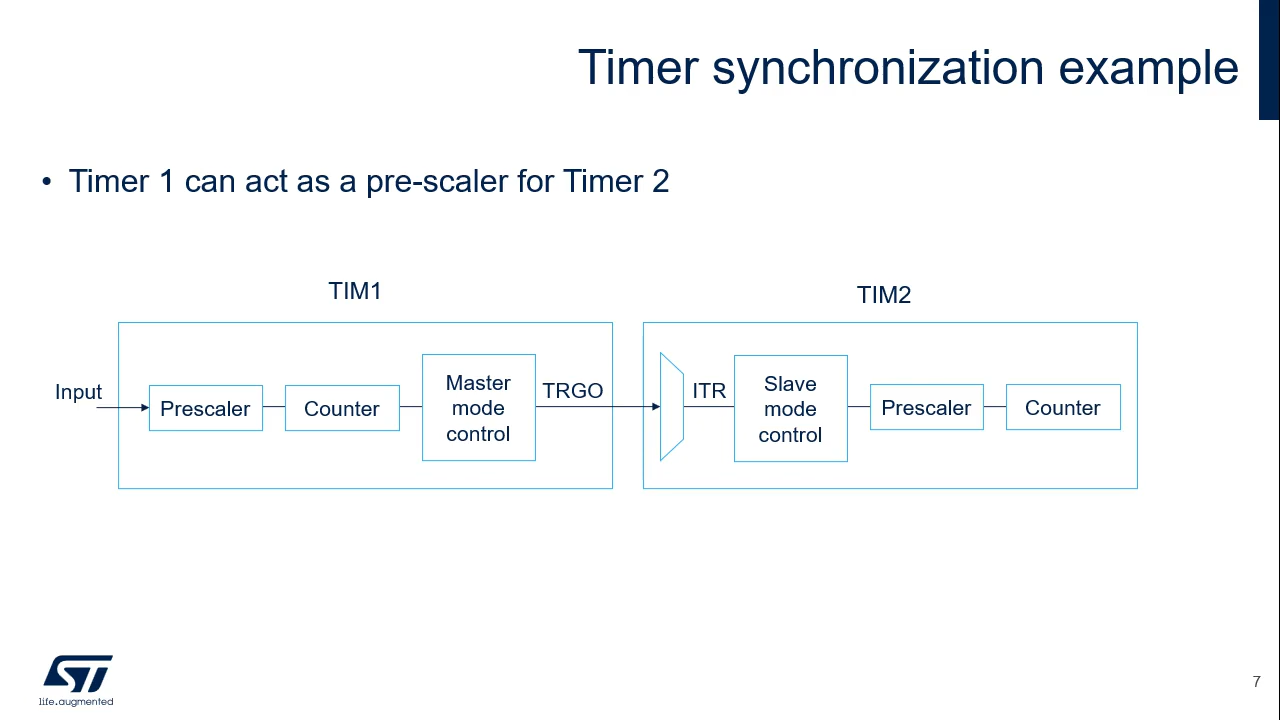 Timer synchronization example
• Timer 1 can act as a pre-scaler for Timer 2
TIM1
TIM2
Input
Prescaler
Counter
Master
mode
control
TRGO
ITR
Slave
mode
control
Prescaler
Counter
ST
life.augmented
7